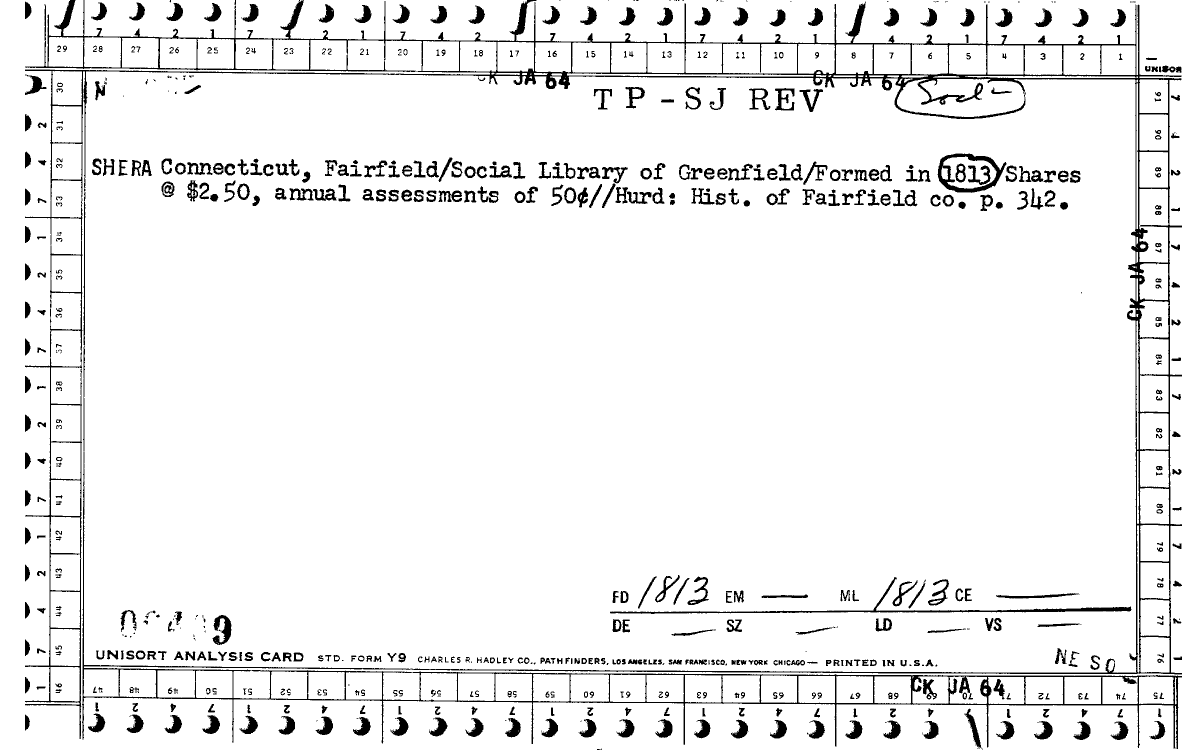 7 4 2 1 7 4 2 1 7 4 2 1 7 4 2 1 7 4 2 1 7 4 2 1 7 4 2 1
29 28 27 26 25 24 23 22 21 20 19 18 17 16 15 14 13 12 11 10 9 8 7 6 5 4 3 2 1
UNISOR
CK JA 64 CK JA 64
TP-SJ REV
SHERA Connecticut, Fairfield/Social Library of Greenfield/Formed in 1813/Shares
@ $2.50, annual assessments of 50¢//Hurd: Hist. of Fairfield co. p. 342.
30 31 32 33 34 35 36 37 38 39 40 41 42 43 44 45 46
91 90 89 88 87 86 85 84 83 82 81 80 79 78 77 76
CK JA 64
FD 1813 EM — ML 1813 CE —
DE — SZ — LD — VS —
UNISORT ANALYSIS CARD STD. FORM Y9 CHARLES R. HADLEY CO., PATHFINDERS, LOS ANGELES, SAN FRANCISCO, NEW YORK CHICAGO — PRINTED IN U.S.A.
NE SO
CK JA 64
47 48 49 50 51 52 53 54 55 56 57 58 59 60 61 62 63 64 65 66 67 68 69 70 71 72 73 74 75
1 2 4 7 1 2 4 7 1 2 4 7 1 2 4 7 1 2 4 7 1 2 4 7 1 2 4 7 1